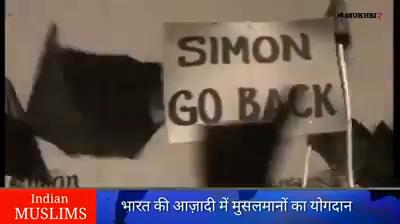 MUKHBIR
SIMON
GO BACK
Indian
MUSLIMS
भारत की आज़ादी में मुसलमानों का योगदान